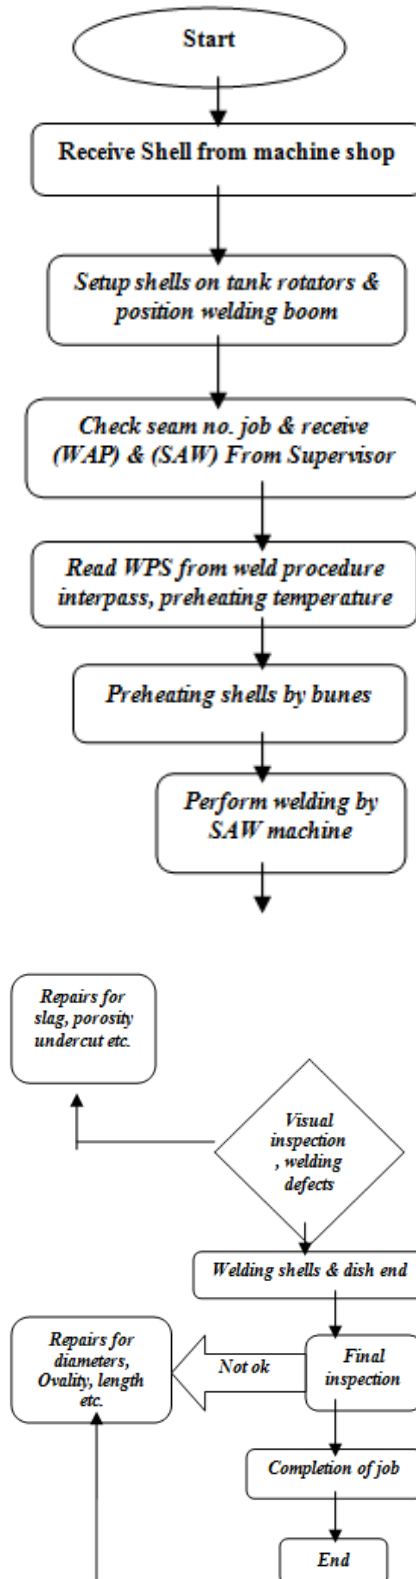 Start
Receive Shell from machine shop
Setup shells on tank rotators &
position welding boom
Check seam no. job & receive
(WAP) & (SAW) From Supervisor
Read WPS from weld procedure
interpass, preheating temperature
Preheating shells by bunes
Perform welding by
SAW machine
Repairs for
slag, porosity
undercut etc.
Visual
inspection
, welding
defects
Welding shells & dish end
Repairs for
diameters,
Ovality, length
etc.
Not ok
Final
inspection
Completion of job
End